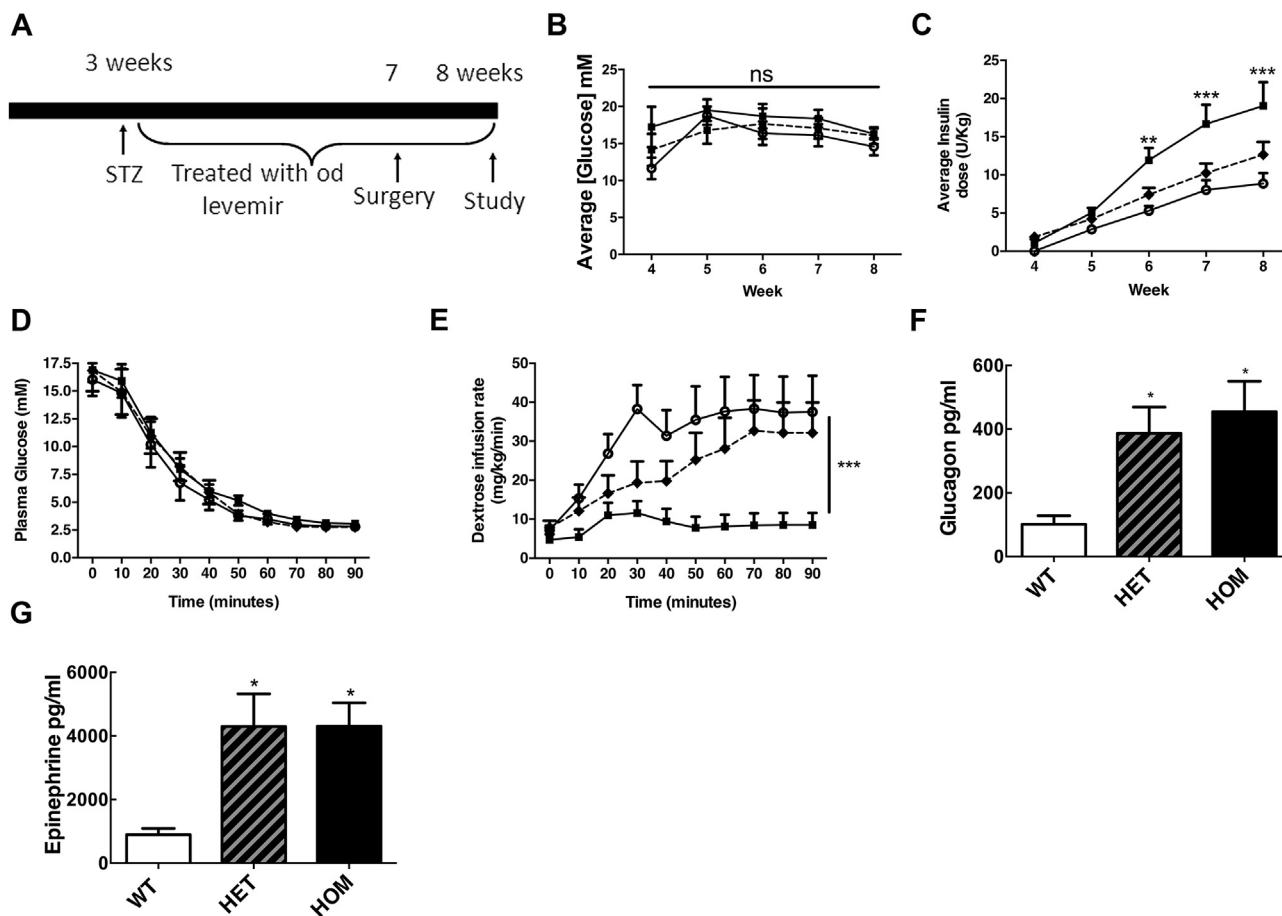 A
3 weeks
7
8 weeks
STZ
Treated with od
levemir
Surgery
Study
B
Average [Glucose] mM
25
20
15
10
5
0
ns
4
5
6
7
8
Week
C
Average Insulin
dose (U/Kg)
25
20
15
10
5
0
**
***
***
4
5
6
7
8
Week
D
Plasma Glucose (mM)
17.5
15.0
12.5
10.0
7.5
5.0
2.5
0.0
0
10
20
30
40
50
60
70
80
90
Time (minutes)
E
Dextrose infusion rate
(mg/kg/min)
50
40
30
20
10
0
***
0
10
20
30
40
50
60
70
80
90
Time (minutes)
F
Glucagon pg/ml
600
400
200
0
*
*
WT
HET
HOM
G
Epinephrine pg/ml
6000
4000
2000
0
*
*
WT
HET
HOM